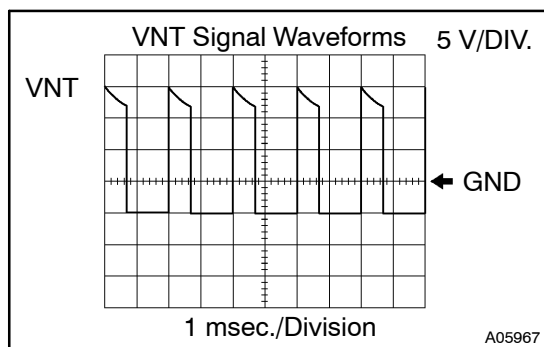 VNT Signal Waveforms 5 V/DIV.
VNT
GND
1 msec./Division
A05967